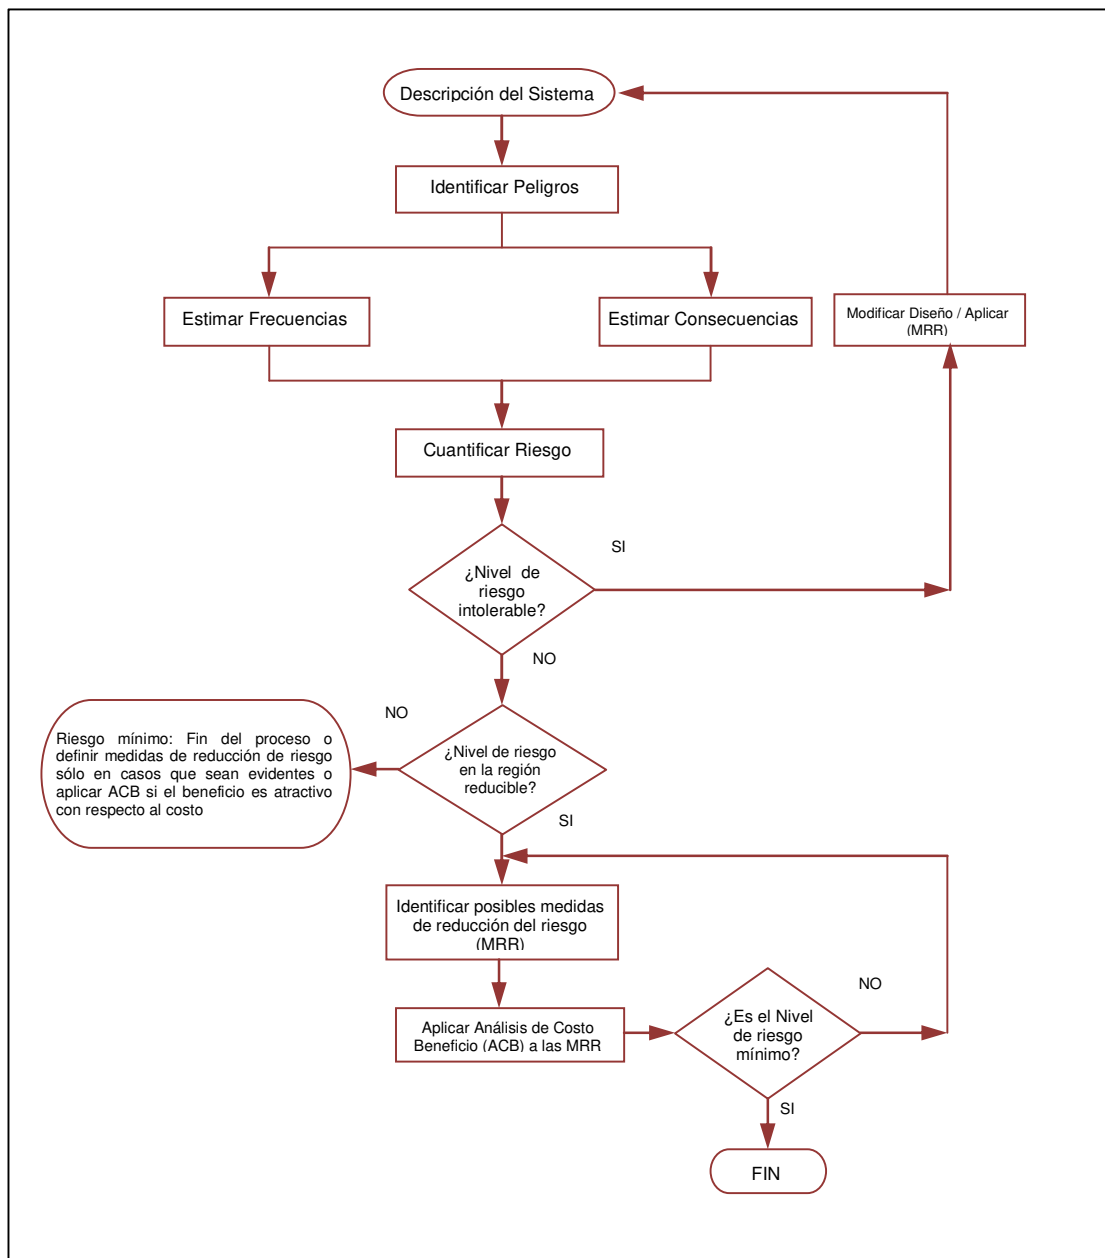 Descripción del Sistema
Identificar Peligros
Estimar Frecuencias
Estimar Consecuencias
Modificar Diseño / Aplicar
(MRR)
Cuantificar Riesgo
SI
¿Nivel de
riesgo
intolerable?
NO
NO
Riesgo mínimo: Fin del proceso o
definir medidas de reducción de riesgo
sólo en casos que sean evidentes o
aplicar ACB si el beneficio es atractivo
con respecto al costo
¿Nivel de riesgo
en la región
reducible?
SI
Identificar posibles medidas
de reducción del riesgo
(MRR)
NO
Aplicar Análisis de Costo
Beneficio (ACB) a las MRR
¿Es el Nivel
de riesgo
mínimo?
SI
FIN